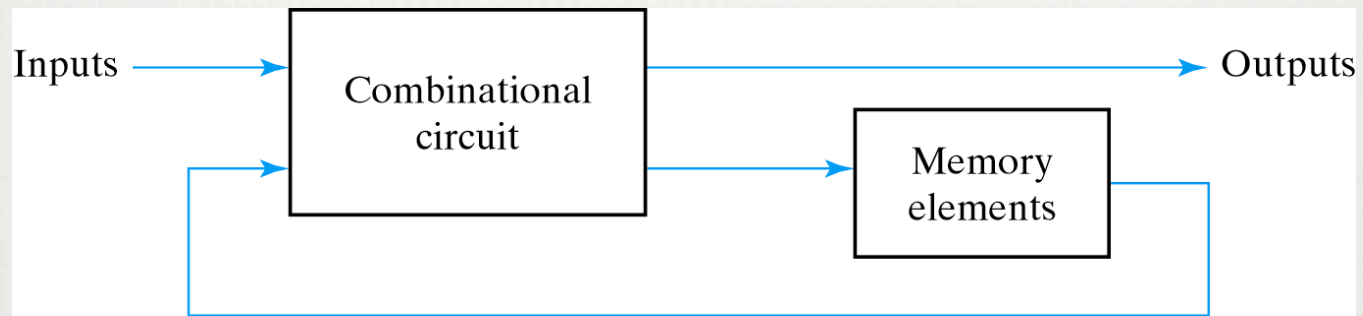 Inputs
Combinational
circuit
Outputs
Memory
elements